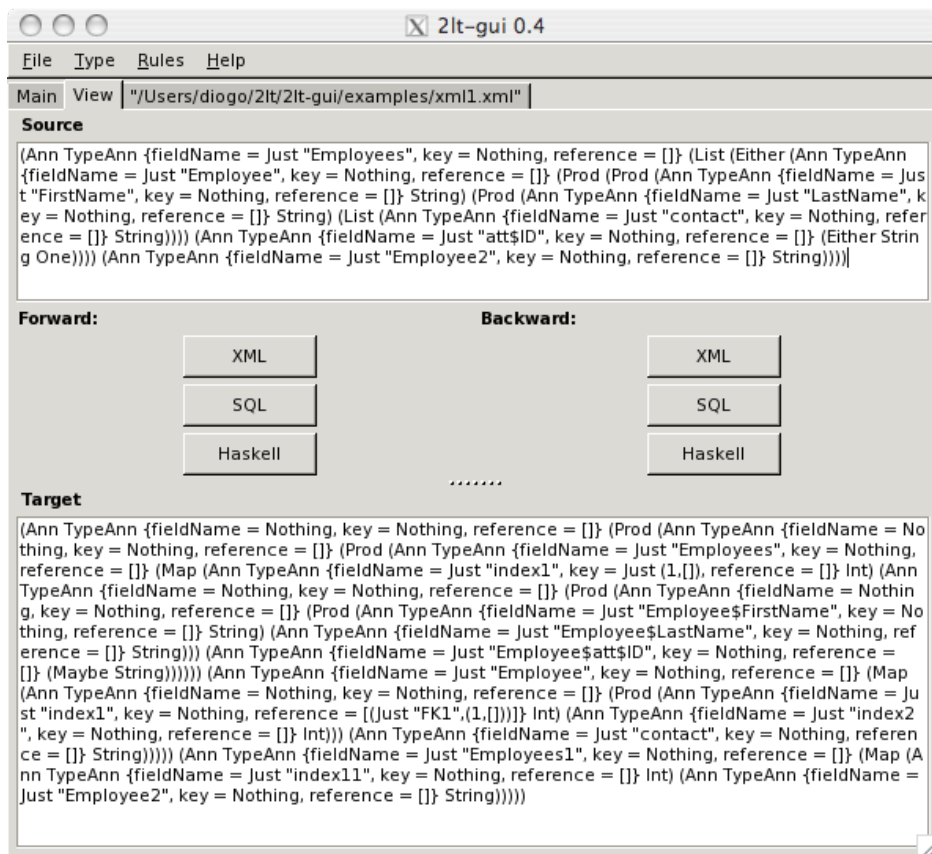 2lt-gui 0.4
File Type Rules Help
Main View "/Users/diogo/2lt/2lt-gui/examples/xml1.xml"
Source
(Ann TypeAnn {fieldName = Just "Employees", key = Nothing, reference = []} (List (Either (Ann TypeAnn
{fieldName = Just "Employee", key = Nothing, reference = []} (Prod (Prod (Ann TypeAnn {fieldName = Jus
t "FirstName", key = Nothing, reference = []} String) (Prod (Ann TypeAnn {fieldName = Just "LastName", k
ey = Nothing, reference = []} String) (List (Ann TypeAnn {fieldName = Just "contact", key = Nothing, refer
ence = []} String)))) (Ann TypeAnn {fieldName = Just "att$ID", key = Nothing, reference = []} (Either Strin
g One)))) (Ann TypeAnn {fieldName = Just "Employee2", key = Nothing, reference = []} String))))
Forward: Backward:
XML XML
SQL SQL
Haskell Haskell
Target
(Ann TypeAnn {fieldName = Nothing, key = Nothing, reference = []} (Prod (Ann TypeAnn {fieldName = No
thing, key = Nothing, reference = []} (Prod (Ann TypeAnn {fieldName = Just "Employees", key = Nothing,
reference = []} (Map (Ann TypeAnn {fieldName = Just "index1", key = Just (1,[]), reference = []} Int) (Ann
TypeAnn {fieldName = Nothing, key = Nothing, reference = []} (Prod (Ann TypeAnn {fieldName = Nothin
g, key = Nothing, reference = []} (Prod (Ann TypeAnn {fieldName = Just "Employee$FirstName", key = No
thing, reference = []} String) (Ann TypeAnn {fieldName = Just "Employee$LastName", key = Nothing, ref
erence = []} String))) (Ann TypeAnn {fieldName = Just "Employee$att$ID", key = Nothing, reference =
[]} (Maybe String)))))) (Ann TypeAnn {fieldName = Just "Employee", key = Nothing, reference = []} (Map
(Ann TypeAnn {fieldName = Nothing, key = Nothing, reference = []} (Prod (Ann TypeAnn {fieldName = Ju
st "index1", key = Nothing, reference = [(Just "FK1",(1,[]))]} Int) (Ann TypeAnn {fieldName = Just "index2
", key = Nothing, reference = []} Int))) (Ann TypeAnn {fieldName = Just "contact", key = Nothing, referen
ce = []} String))))) (Ann TypeAnn {fieldName = Just "Employees1", key = Nothing, reference = []} (Map (A
nn TypeAnn {fieldName = Just "index11", key = Nothing, reference = []} Int) (Ann TypeAnn {fieldName =
Just "Employee2", key = Nothing, reference = []} String)))))